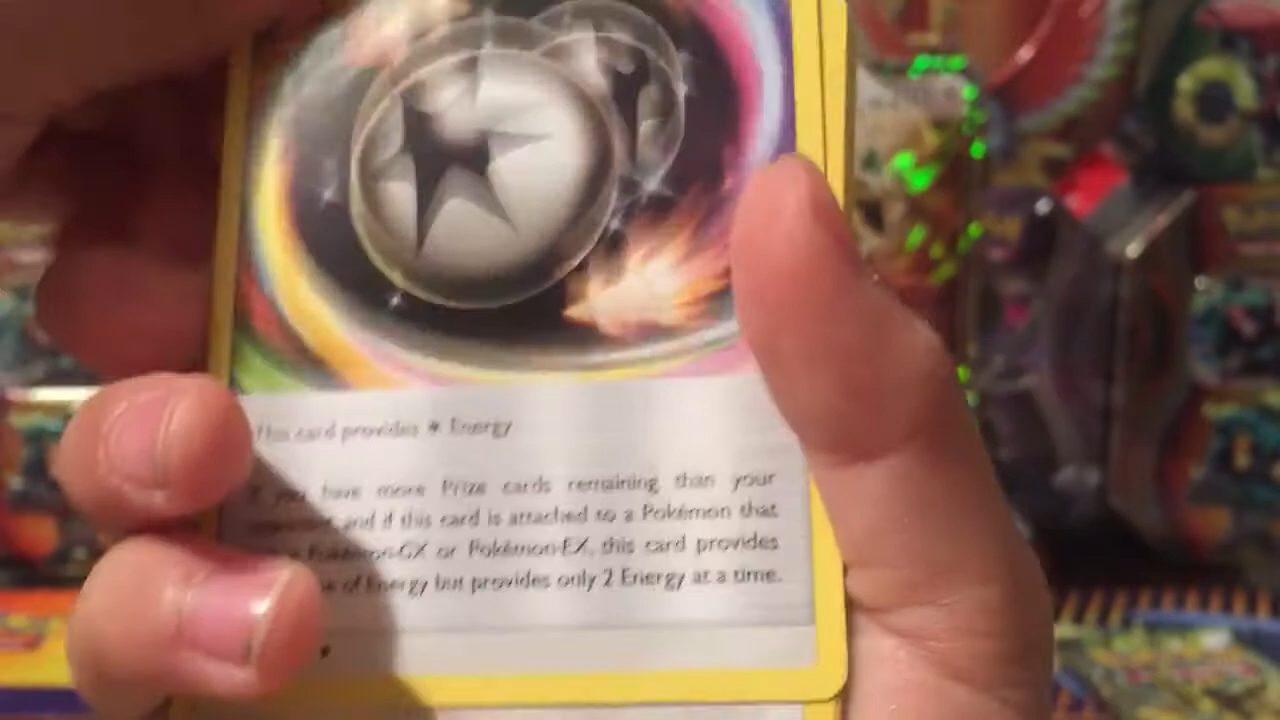 This card provides * Energy
you have more Prize cards remaining than your
and if this card is attached to a Pokémon that
Pokémon-GX or Pokémon-EX, this card provides
of Energy but provides only 2 Energy at a time.